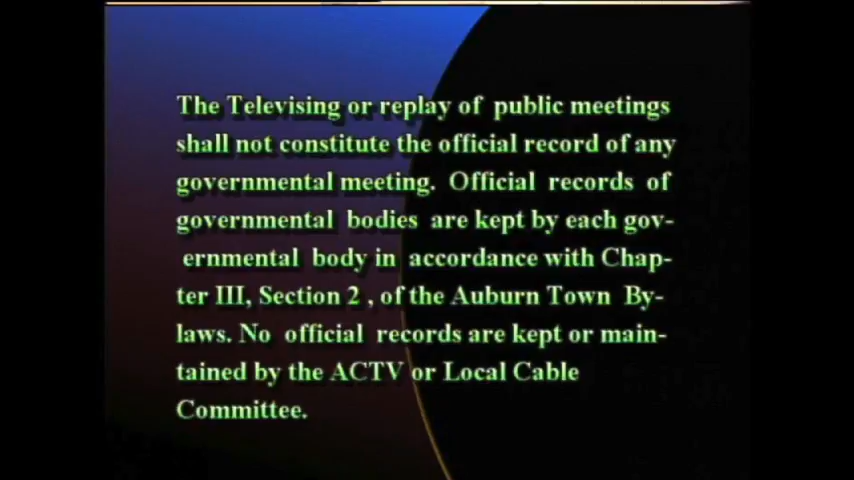 The Televising or replay of public meetings
shall not constitute the official record of any
governmental meeting. Official records of
governmental bodies are kept by each gov-
ernmental body in accordance with Chap-
ter III, Section 2 , of the Auburn Town By-
laws. No official records are kept or main-
tained by the ACTV or Local Cable
Committee.